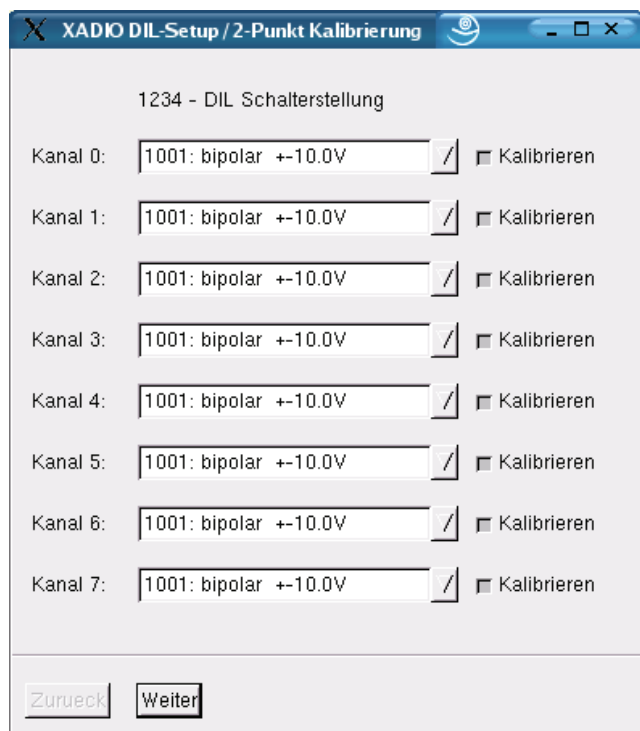 XADIO DIL-Setup / 2-Punkt Kalibrierung
1234 - DIL Schalterstellung
Kanal 0: 1001: bipolar +-10.0V Kalibrieren
Kanal 1: 1001: bipolar +-10.0V Kalibrieren
Kanal 2: 1001: bipolar +-10.0V Kalibrieren
Kanal 3: 1001: bipolar +-10.0V Kalibrieren
Kanal 4: 1001: bipolar +-10.0V Kalibrieren
Kanal 5: 1001: bipolar +-10.0V Kalibrieren
Kanal 6: 1001: bipolar +-10.0V Kalibrieren
Kanal 7: 1001: bipolar +-10.0V Kalibrieren
Zurueck Weiter